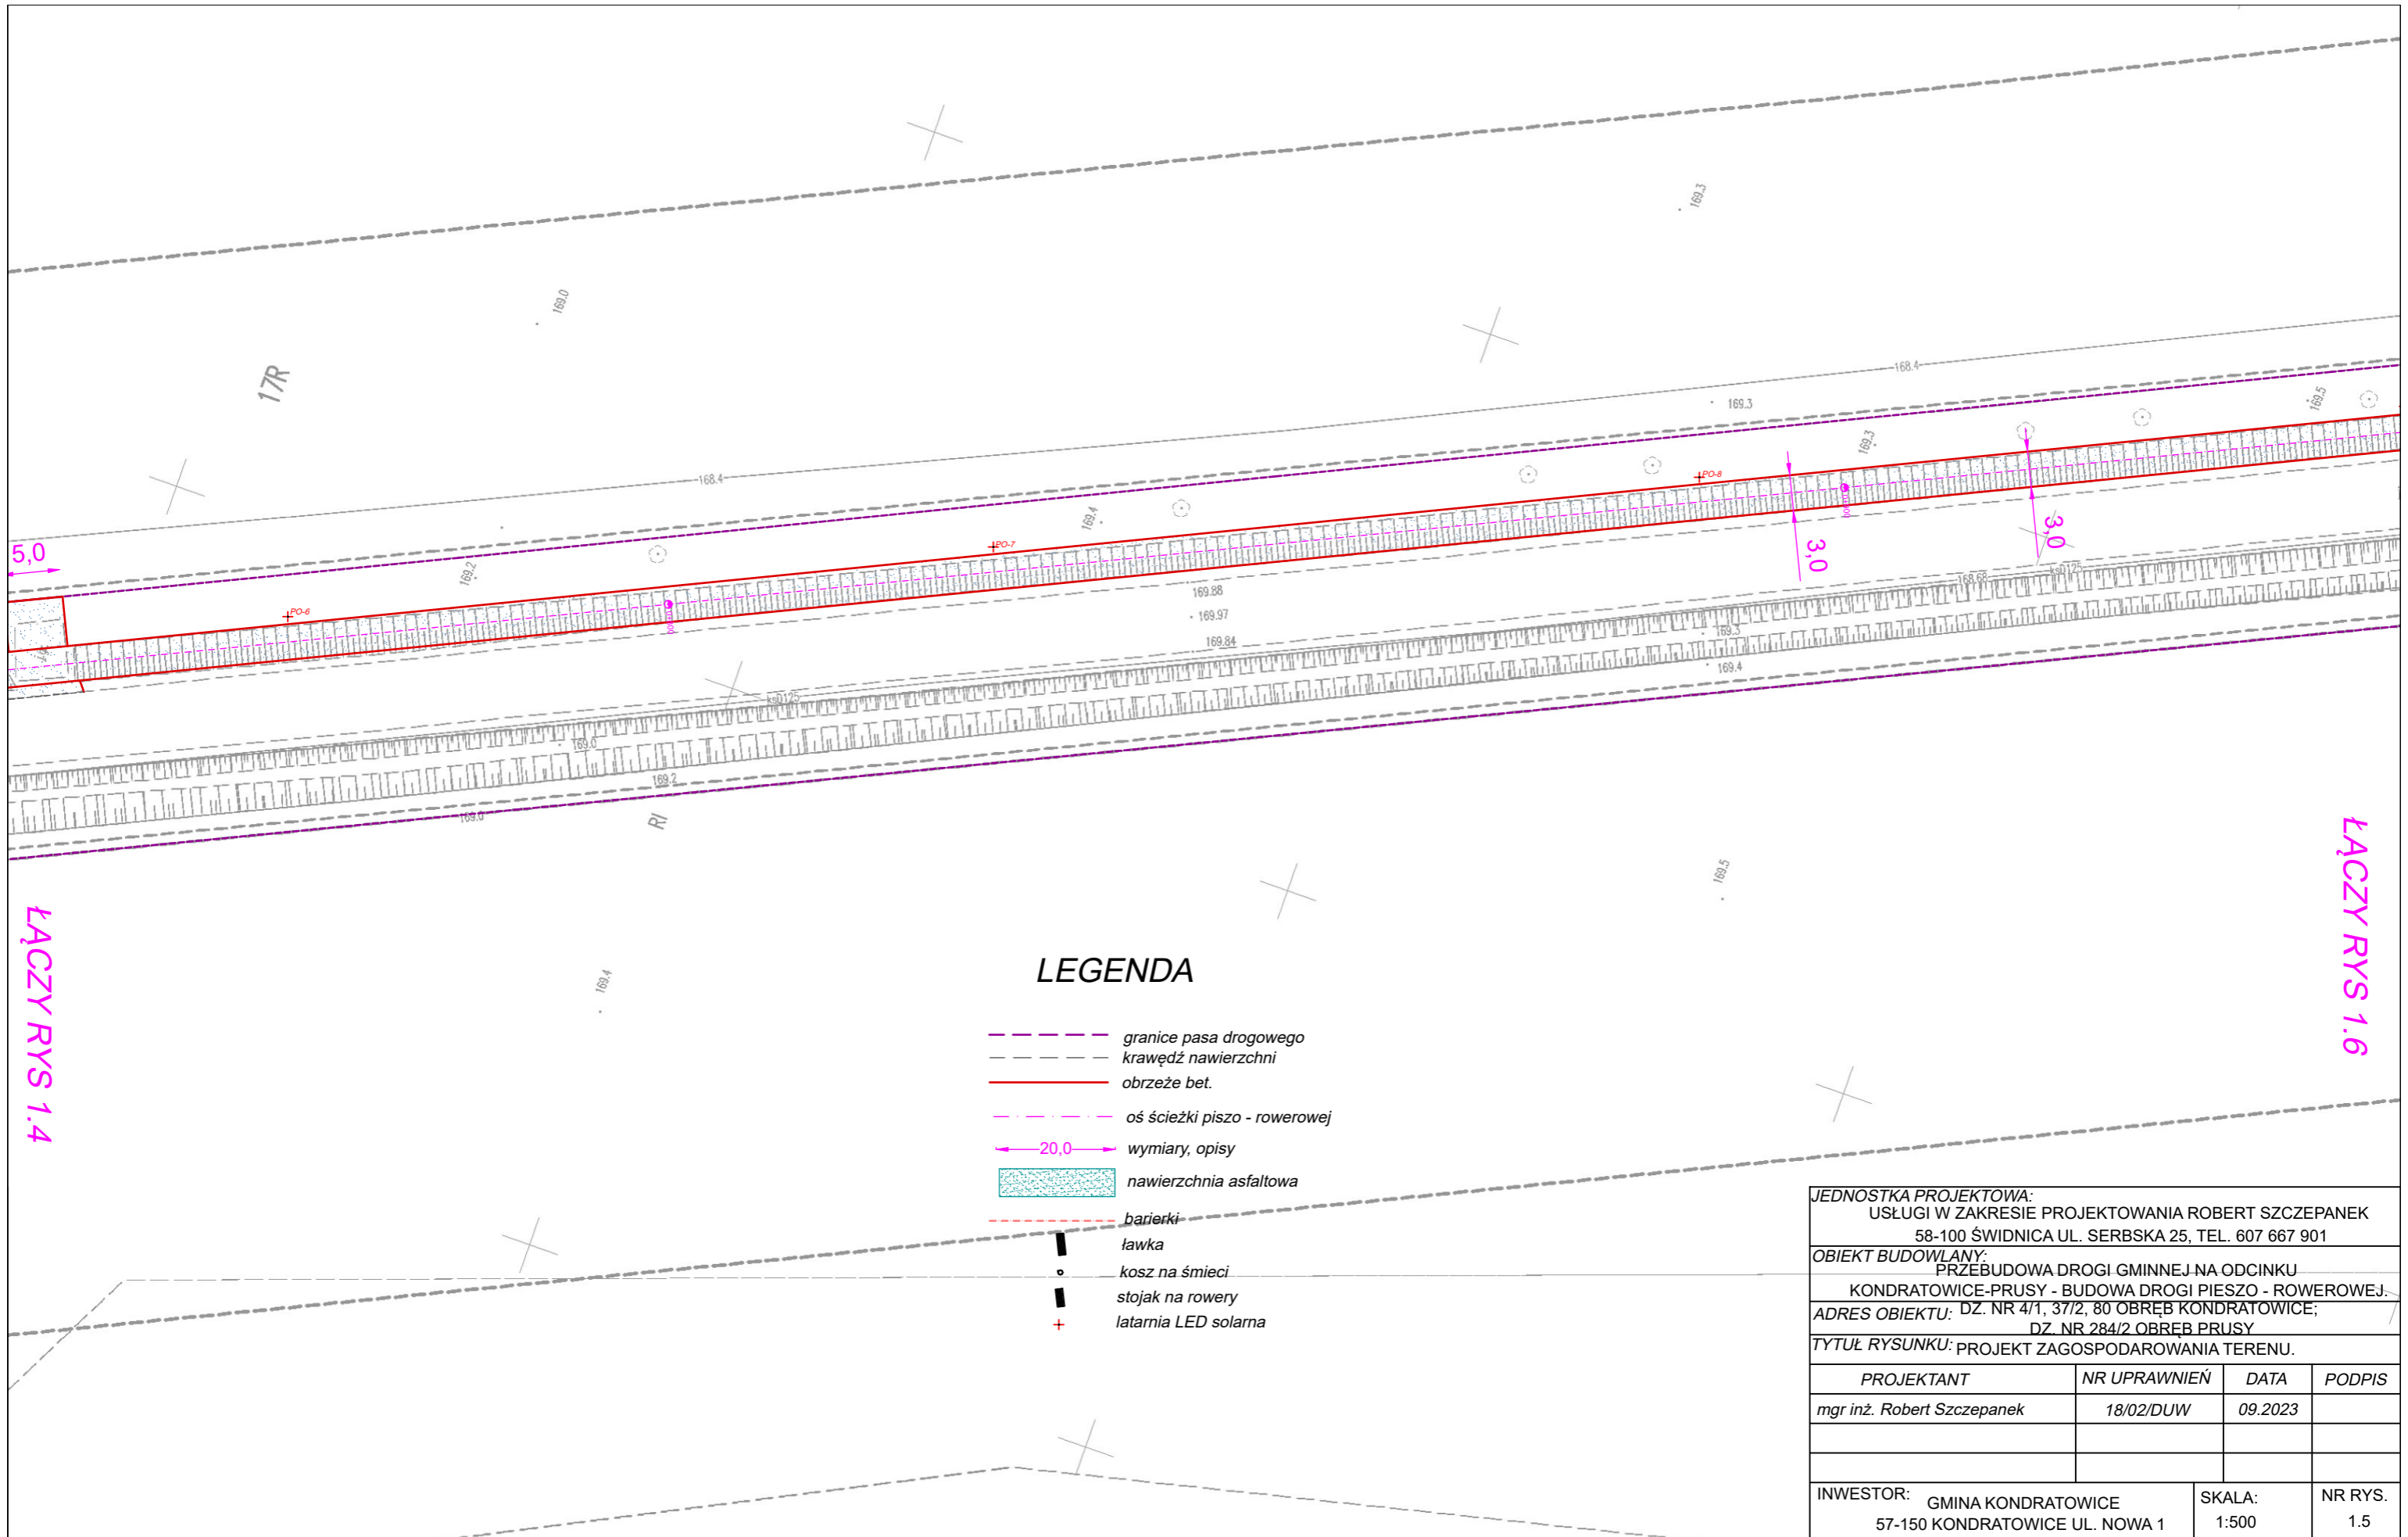 169.3
169.0
17R
168.4
169.3
169.5
169.3
168.4
PO-8
169.4
PO-7
5,0
169.2
PO-6
3,0
3,0
169.88
169.97
169.84
168.68
ksD125
169.3
169.4
ksD125
169.0
169.2
169.0
RI
169.5
169.4
ŁĄCZY RYS 1.4
ŁĄCZY RYS 1.6
LEGENDA
granice pasa drogowego
krawędź nawierzchni
obrzeże bet.
oś ścieżki piszo - rowerowej
20,0 wymiary, opisy
nawierzchnia asfaltowa
barierki
ławka
kosz na śmieci
stojak na rowery
latarnia LED solarna
JEDNOSTKA PROJEKTOWA:
USŁUGI W ZAKRESIE PROJEKTOWANIA ROBERT SZCZEPANEK
58-100 ŚWIDNICA UL. SERBSKA 25, TEL. 607 667 901
OBIEKT BUDOWLANY:
PRZEBUDOWA DROGI GMINNEJ NA ODCINKU
KONDRATOWICE-PRUSY - BUDOWA DROGI PIESZO - ROWEROWEJ.
ADRES OBIEKTU: DZ. NR 4/1, 37/2, 80 OBRĘB KONDRATOWICE;
DZ. NR 284/2 OBRĘB PRUSY
TYTUŁ RYSUNKU: PROJEKT ZAGOSPODAROWANIA TERENU.
PROJEKTANT NR UPRAWNIEŃ DATA PODPIS
mgr inż. Robert Szczepanek 18/02/DUW 09.2023
INWESTOR: GMINA KONDRATOWICE
57-150 KONDRATOWICE UL. NOWA 1
SKALA:
1:500
NR RYS.
1.5